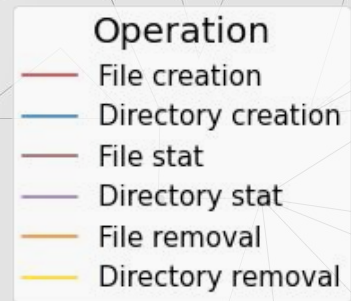 Operation
File creation
Directory creation
File stat
Directory stat
File removal
Directory removal